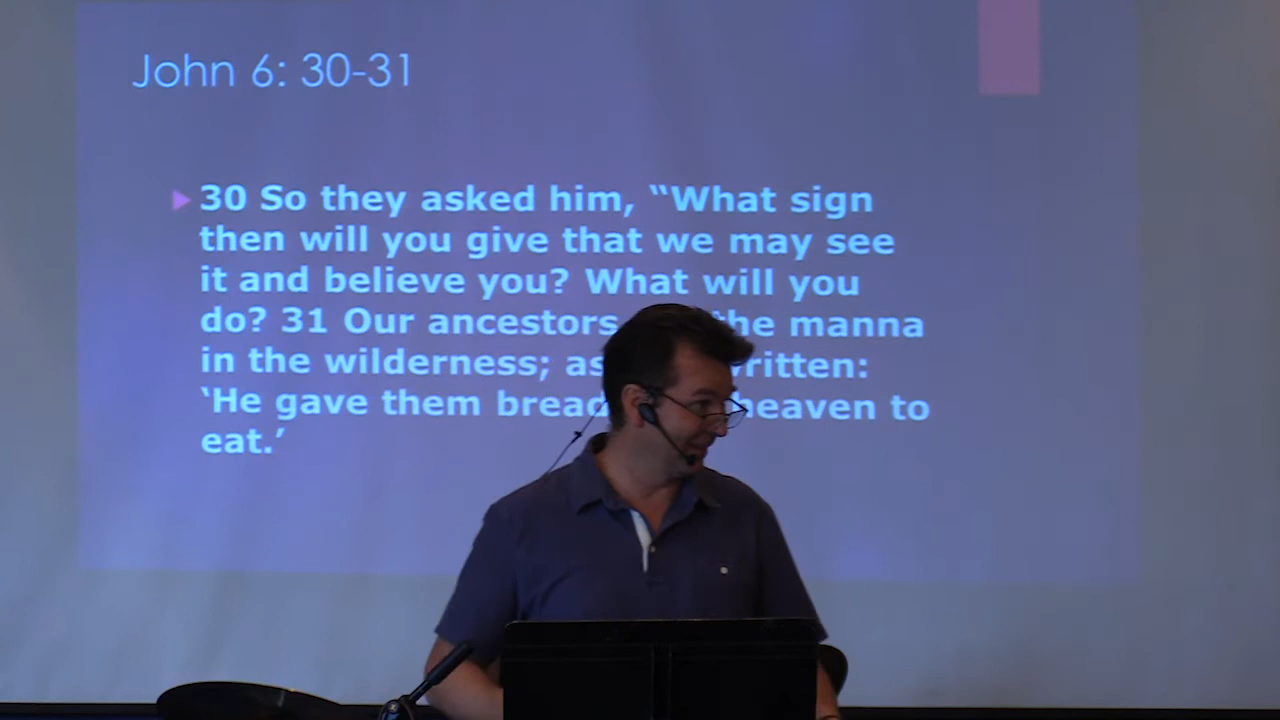 John 6: 30-31
30 So they asked him, “What sign
then will you give that we may see
it and believe you? What will you
do? 31 Our ancestors the manna
in the wilderness; as
‘He gave them bread heaven to
eat.’